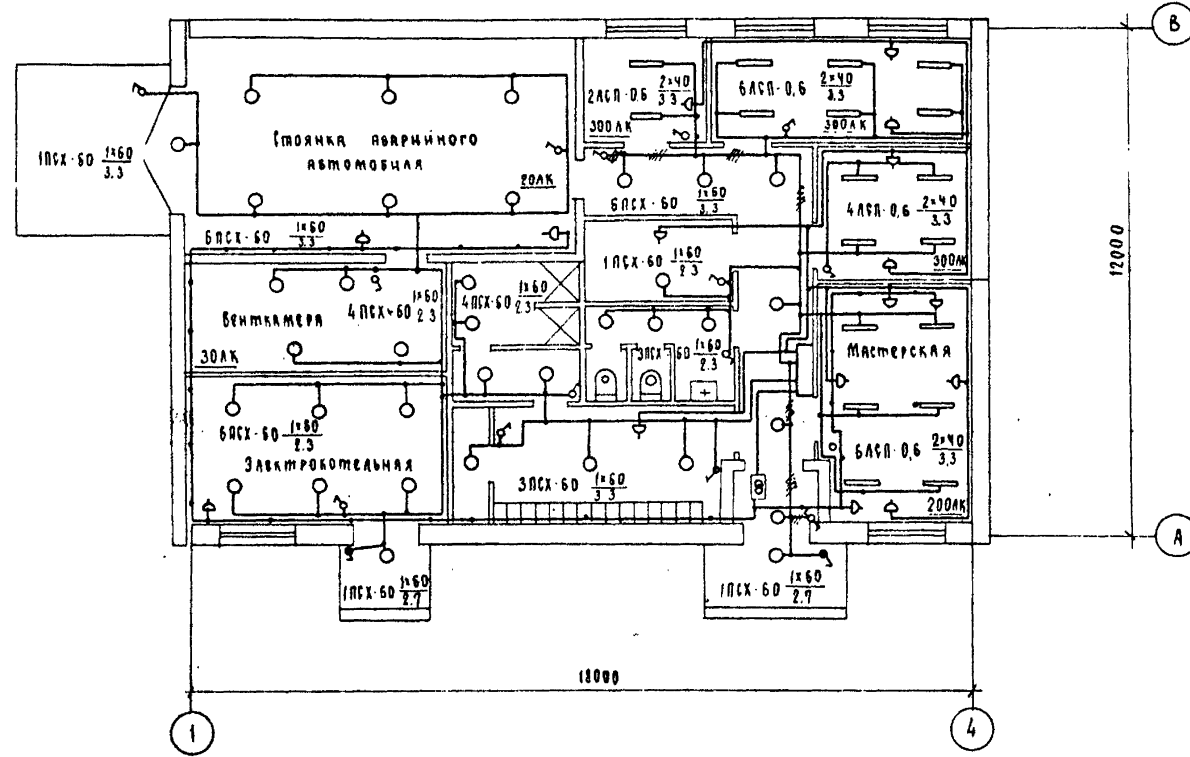 В
2ЛСП-0.6 2×40
3.3
300ЛК
6ЛСП-0,6 2×40
3.3
300ЛК
1ПСХ-60 1×60
3.3
Стоянка аварийного
автомобиля
20ЛК
6ПСХ-60 1×60
3.3
6ПСХ-60 1×60
3.3
4ЛСП-0,6 2×40
3.3
300ЛК
12000
1ПСХ-60 1×60
2.3
4ПСХ-60 1×60
2.3
4ПСХ-60 1×60
2.3
Венткамера
30ЛК
3ПСХ-60 1×60
2.3
Мастерская
6ПСХ-60 1×60
2.3
Электрокотельная
6ЛСП-0,6 2×40
3,3
200ЛК
3ПСХ-60 1×60
3.3
А
1ПСХ-60 1×60
2.7
1ПСХ-60 1×60
2.7
18000
1
4